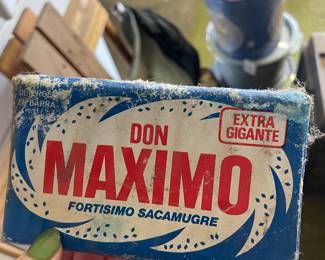 DETERGENTE
EN BARRA
EXTRA
GIGANTE
DON
MAXIMO
FORTISIMO SACAMUGRE